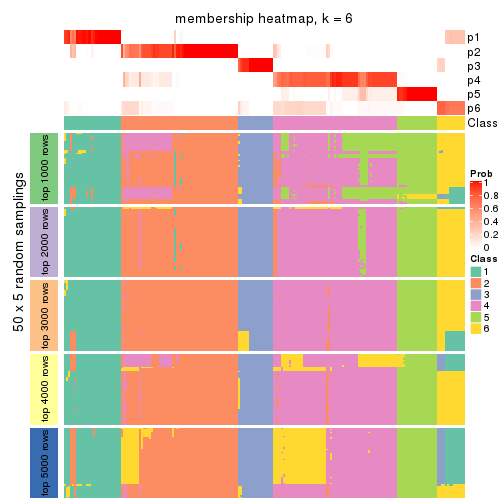 membership heatmap, k = 6
p1
p2
p3
p4
p5
p6
Class
50 x 5 random samplings
top 1000 rows
top 2000 rows
top 3000 rows
top 4000 rows
top 5000 rows
Prob
1
0.8
0.6
0.4
0.2
0
Class
1
2
3
4
5
6